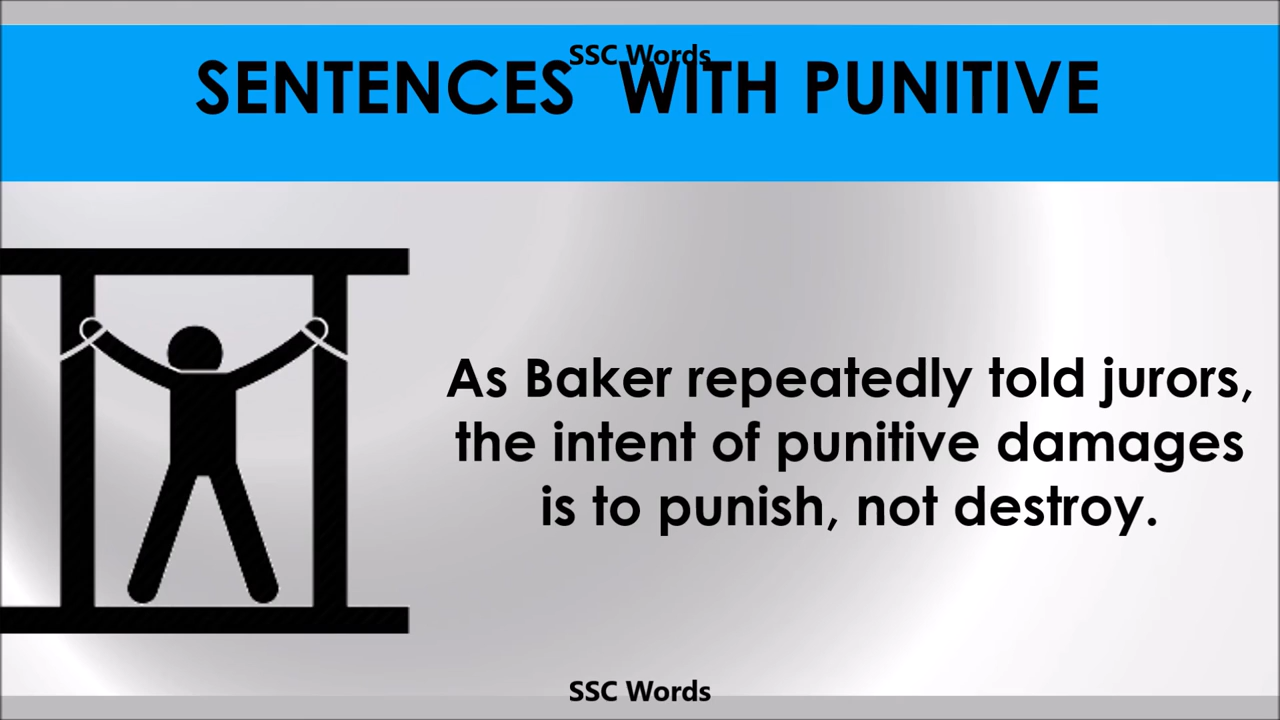 SSC Words
SENTENCES WITH PUNITIVE
As Baker repeatedly told jurors,
the intent of punitive damages
is to punish, not destroy.
SSC Words